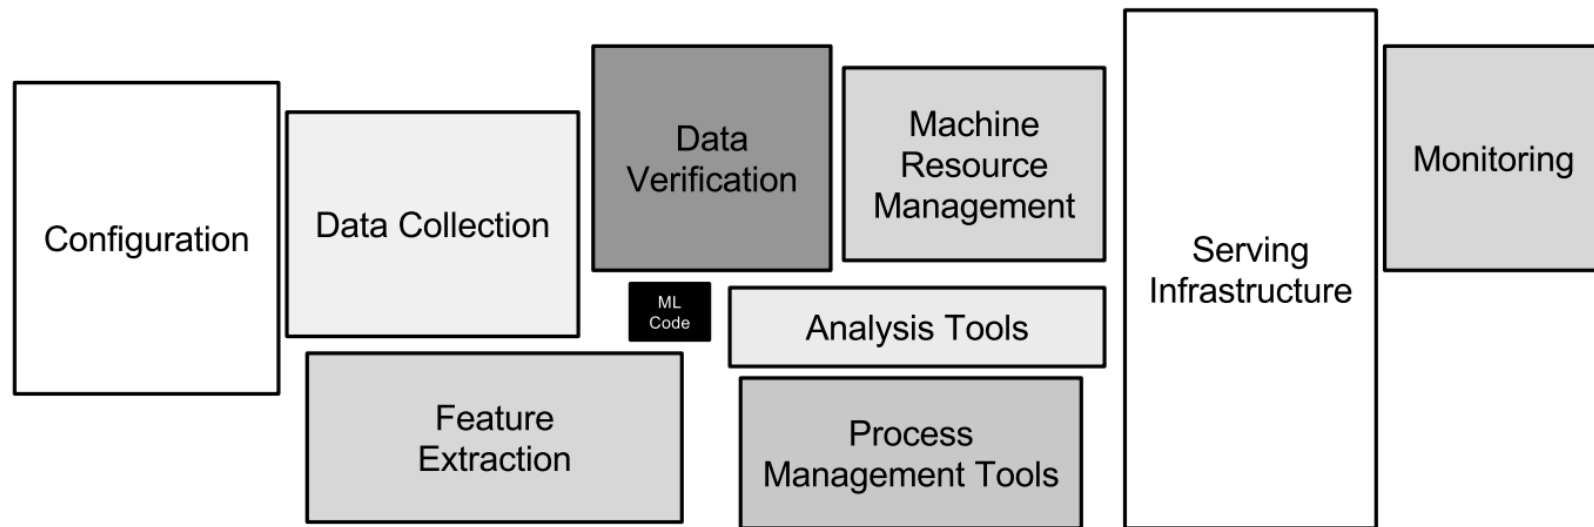 Configuration
Data Collection
Feature
Extraction
Data
Verification
ML
Code
Machine
Resource
Management
Analysis Tools
Process
Management Tools
Serving
Infrastructure
Monitoring